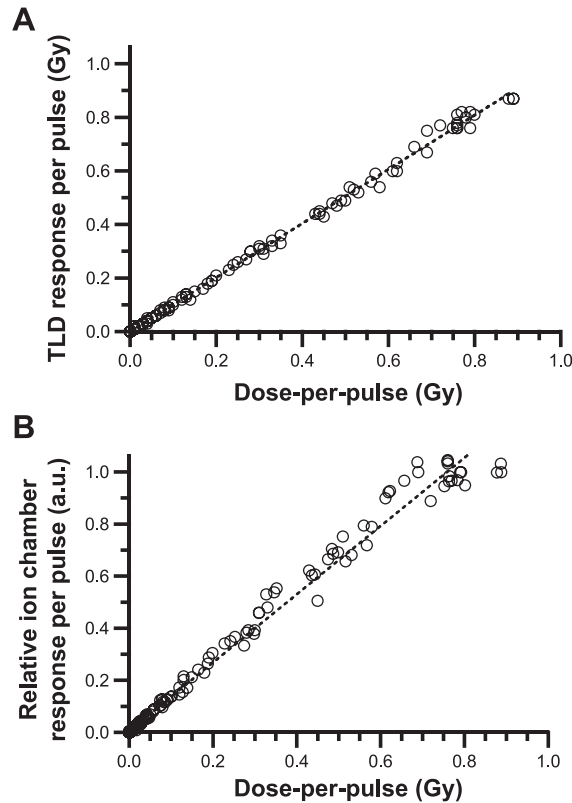 A
TLD response per pulse (Gy)
1.0
0.8
0.6
0.4
0.2
0.0
0.0 0.2 0.4 0.6 0.8 1.0
Dose-per-pulse (Gy)
B
Relative ion chamber
response per pulse (a.u.)
1.0
0.8
0.6
0.4
0.2
0.0
0.0 0.2 0.4 0.6 0.8 1.0
Dose-per-pulse (Gy)